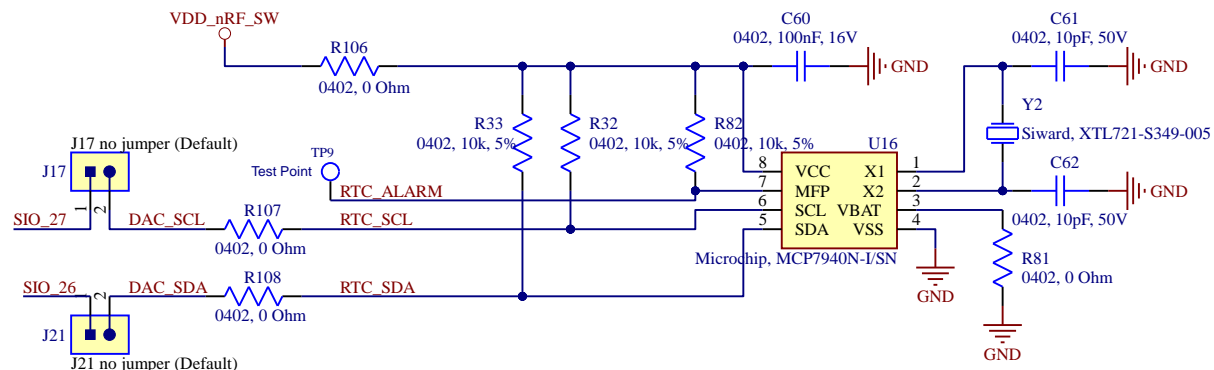 VDD_nRF_SW
R106
0402, 0 Ohm
C60
0402, 100nF, 16V
GND
C61
0402, 10pF, 50V
GND
R33
0402, 10k, 5%
R32
0402, 10k, 5%
R82
0402, 10k, 5%
Y2
Siward, XTL721-S349-005
J17 no jumper (Default)
J17
1
2
TP9
Test Point
RTC_ALARM
U16
8
7
6
5
VCC
MFP
SCL
SDA
X1
X2
VBAT
VSS
1
2
3
4
Microchip, MCP7940N-I/SN
C62
0402, 10pF, 50V
GND
SIO_27
DAC_SCL
R107
0402, 0 Ohm
RTC_SCL
R81
0402, 0 Ohm
GND
GND
SIO_26
1
2
DAC_SDA
R108
0402, 0 Ohm
RTC_SDA
J21
J21 no jumper (Default)